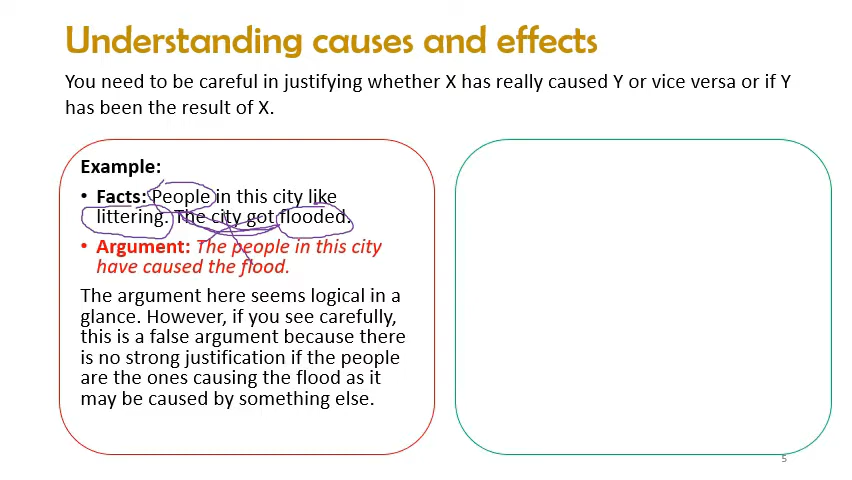 Understanding causes and effects
You need to be careful in justifying whether X has really caused Y or vice versa or if Y
has been the result of X.
Example:
• Facts: People in this city like
littering. The city got flooded.
• Argument: The people in this city
have caused the flood.
The argument here seems logical in a
glance. However, if you see carefully,
this is a false argument because there
is no strong justification if the people
are the ones causing the flood as it
may be caused by something else.
5